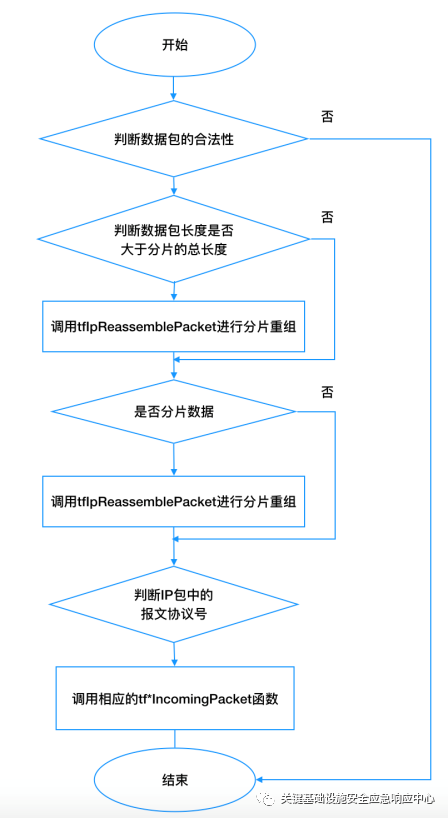 开始
否
判断数据包的合法性
否
判断数据包长度是否
大于分片的总长度
调用tfIpReassemblePacket进行分片重组
否
是否分片数据
调用tfIpReassemblePacket进行分片重组
判断IP包中的
报文协议号
调用相应的tf*IncomingPacket函数
结束
关键基础设施安全应急响应中心